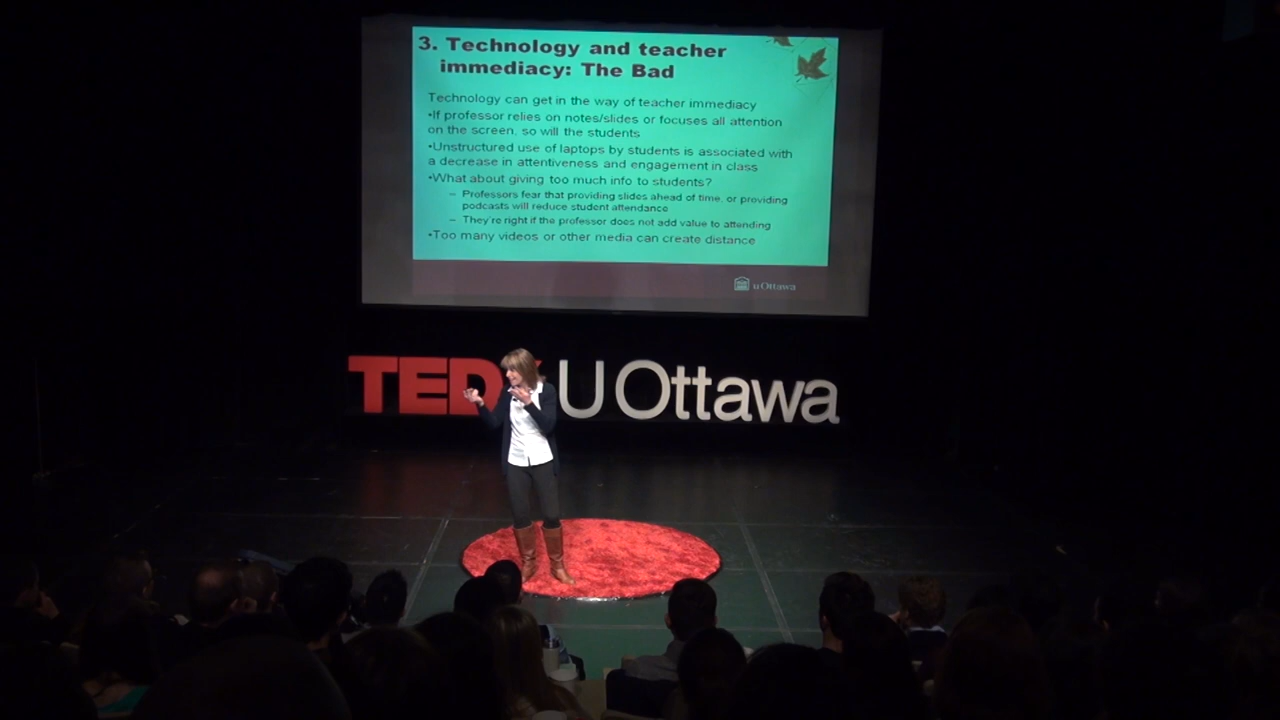 3. Technology and teacher
immediacy: The Bad
Technology can get in the way of teacher immediacy
•If professor relies on notes/slides or focuses all attention
on the screen, so will the students
•Unstructured use of laptops by students is associated with
a decrease in attentiveness and engagement in class
•What about giving too much info to students?
– Professors fear that providing slides ahead of time, or providing
podcasts will reduce student attendance
– They're right if the professor does not add value to attending
•Too many videos or other media can create distance
uOttawa
TEDx UOttawa